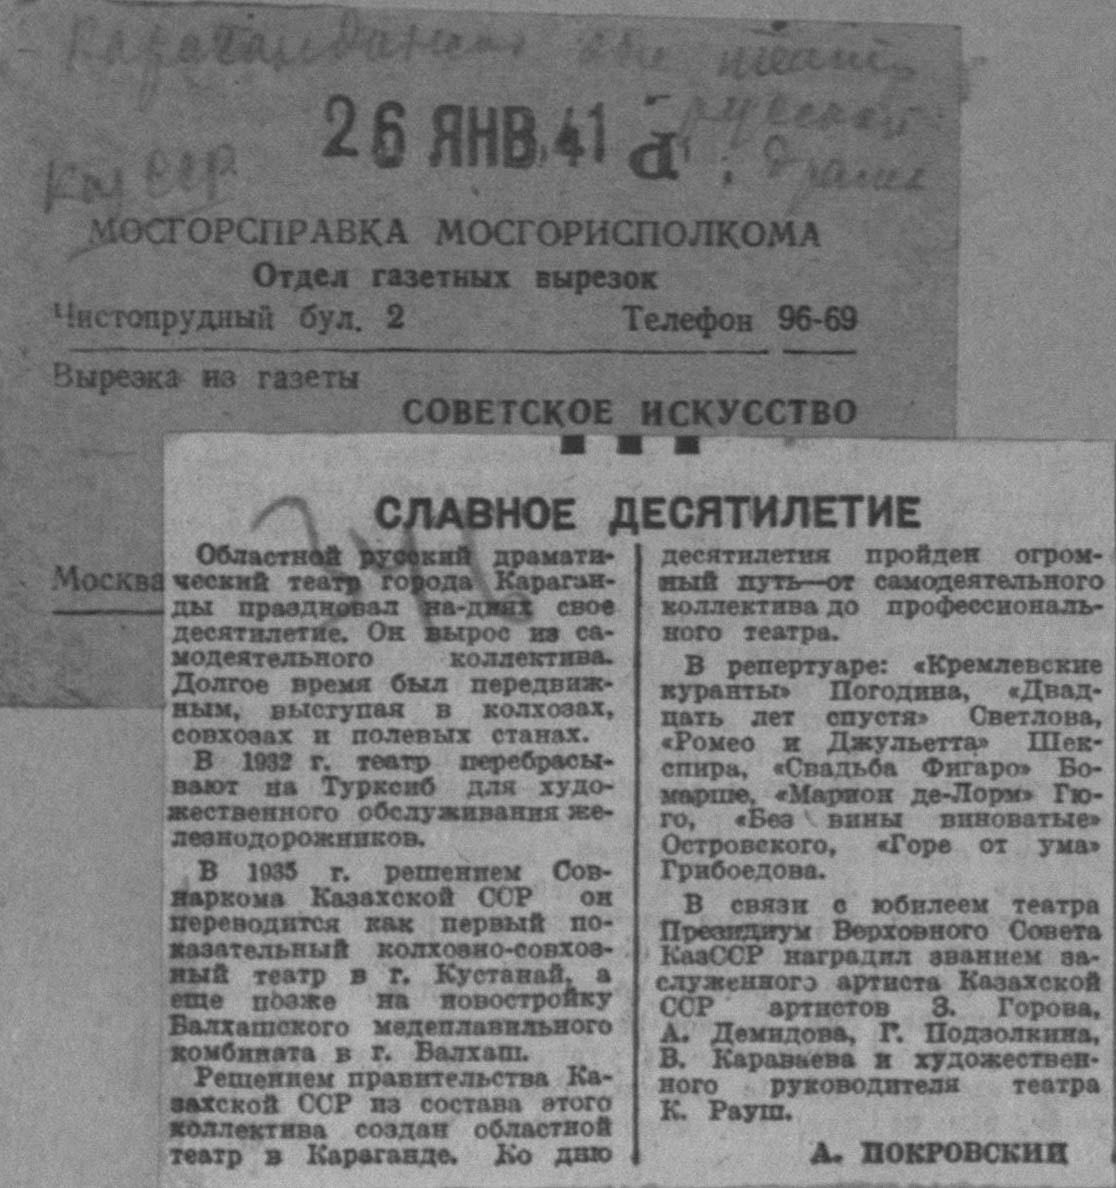 Карагандинский обл театр
русской
драмы
Каз ССР
26 ЯНВ 41
МОСГОРСПРАВКА МОСГОРИСПОЛКОМА
Отдел газетных вырезок
Чистопрудный бул. 2 Телефон 96-69
Вырезка из газеты
СОВЕТСКОЕ ИСКУССТВО
Москва
СЛАВНОЕ ДЕСЯТИЛЕТИЕ
Областной русский драмати-
ческий театр города Караган-
ды праздновал на-днях свое
десятилетие. Он вырос из са-
модеятельного коллектива.
Долгое время был передвиж-
ным, выступая в колхозах,
совхозах и полевых станах.
В 1932 г. театр перебрасы-
вают на Турксиб для худо-
жественного обслуживания же-
лезнодорожников.
В 1935 г. решением Сов-
наркома Казахской ССР он
переводится как первый по-
казательный колхозно-совхоз-
ный театр в г. Кустанай, а
еще позже на новостройку
Балхашского медеплавильного
комбината в г. Балхаш.
Решением правительства Ка-
захской ССР из состава этого
коллектива создан областной
театр в Караганде. Ко дню
десятилетия пройден огром-
ный путь—от самодеятельного
коллектива до профессиональ-
ного театра.
В репертуаре: «Кремлевские
куранты» Погодина, «Двад-
цать лет спустя» Светлова,
«Ромео и Джульетта» Шек-
спира, «Свадьба Фигаро» Бо-
марше, «Марион де-Лорм» Гю-
го, «Без вины виноватые»
Островского, «Горе от ума»
Грибоедова.
В связи с юбилеем театра
Президиум Верховного Совета
КазССР наградил званием за-
служенного артиста Казахской
ССР артистов З. Горова,
А. Демидова, Г. Подзолкина,
В. Караваева и художествен-
ного руководителя театра
К. Рауш.
А. ПОКРОВСКИЙ